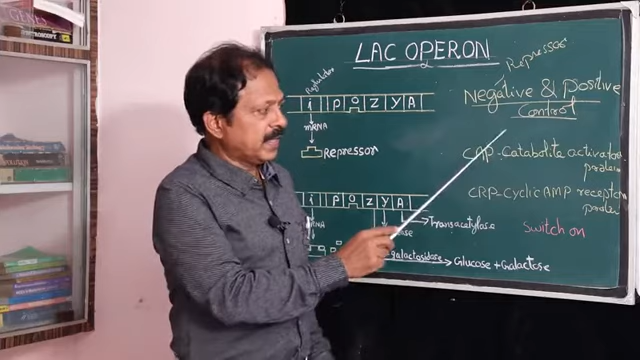 LAC OPERON
Repressor
Negative & Positive
Control
Regulator
i P O Z Y A
mRNA
Repressor
CAP-Catabolite activator
protein
CRP-Cyclic AMP receptor
protein
i P O Z Y A
Transacetylase
Switch on
galactosidase → Glucose + Galactose